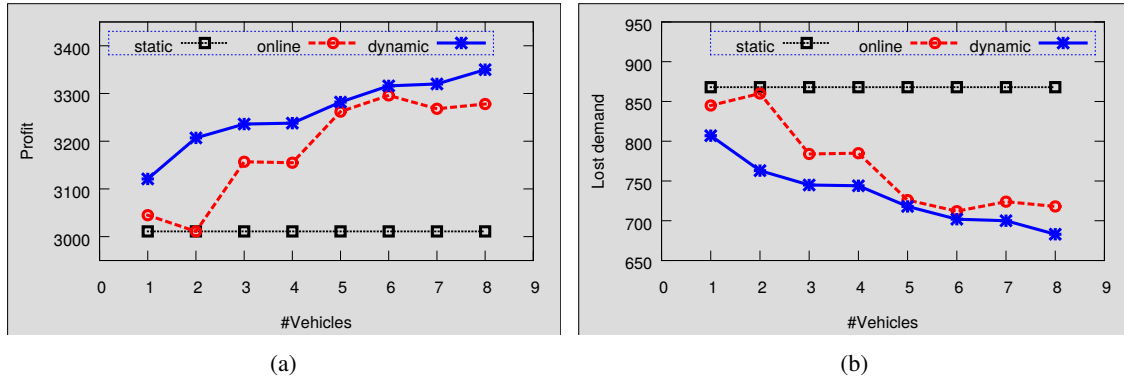 3400
3300
3200
3100
3000
Profit
static online dynamic
0 1 2 3 4 5 6 7 8 9
#Vehicles
(a)
950
900
850
800
750
700
650
Lost demand
static online dynamic
0 1 2 3 4 5 6 7 8 9
#Vehicles
(b)